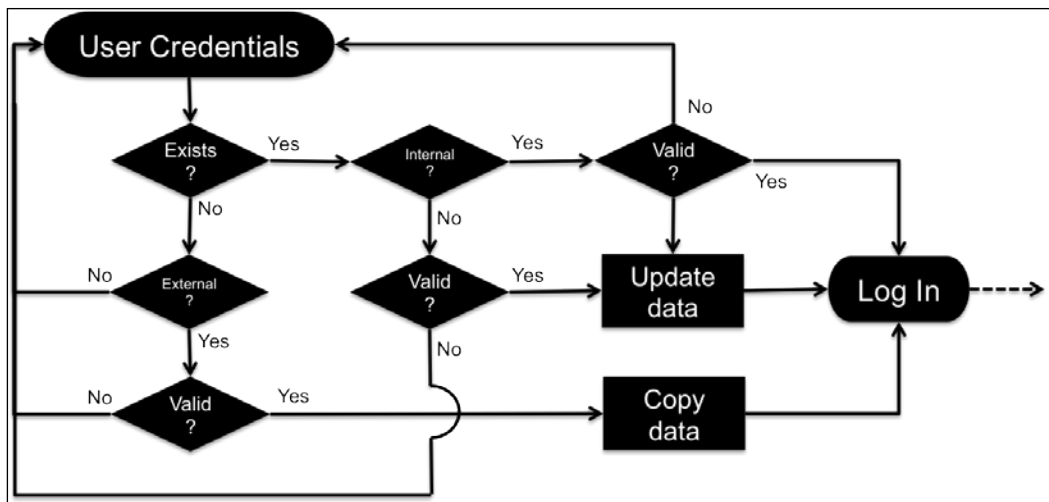 User Credentials
No
Exists
?
Yes
Internal
?
Yes
Valid
?
Yes
No
No
No
External
?
Valid
?
Yes
Update
data
Log In
Yes
No
No
Valid
?
Yes
Copy
data